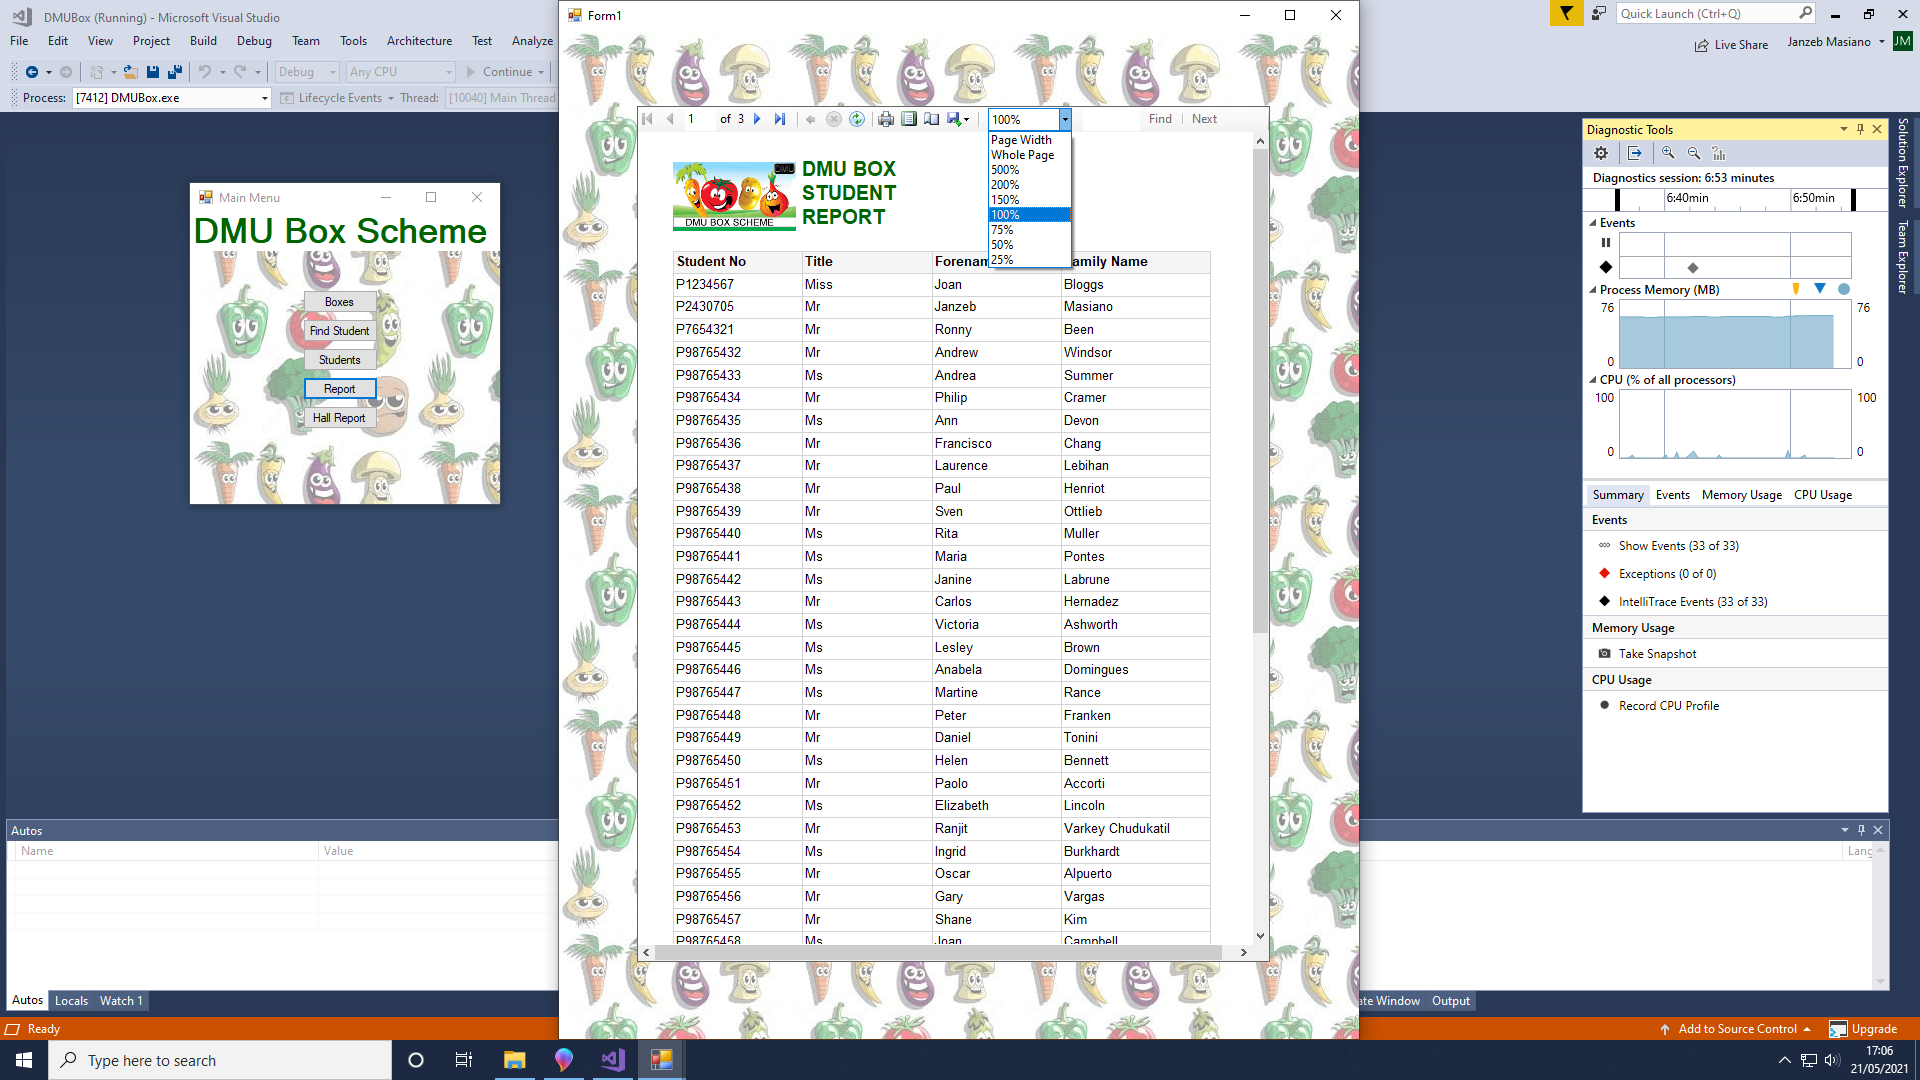 DMUBox (Running) - Microsoft Visual Studio
Quick Launch (Ctrl+Q)
File Edit View Project Build Debug Team Tools Architecture Test Analyze
Live Share Janzeb Masiano JM
Debug Any CPU Continue
Process: [7412] DMUBox.exe Lifecycle Events Thread: [10040] Main Thread
Form1
1 of 3 100% Find Next
Page Width
Whole Page
500%
200%
150%
100%
75%
50%
25%
DMU
DMU BOX SCHEME
DMU BOX
STUDENT
REPORT
Student No Title Forenam amily Name
P1234567 Miss Joan Bloggs
P2430705 Mr Janzeb Masiano
P7654321 Mr Ronny Been
P98765432 Mr Andrew Windsor
P98765433 Ms Andrea Summer
P98765434 Mr Philip Cramer
P98765435 Ms Ann Devon
P98765436 Mr Francisco Chang
P98765437 Mr Laurence Lebihan
P98765438 Mr Paul Henriot
P98765439 Mr Sven Ottlieb
P98765440 Ms Rita Muller
P98765441 Ms Maria Pontes
P98765442 Ms Janine Labrune
P98765443 Mr Carlos Hernadez
P98765444 Ms Victoria Ashworth
P98765445 Ms Lesley Brown
P98765446 Ms Anabela Domingues
P98765447 Ms Martine Rance
P98765448 Mr Peter Franken
P98765449 Mr Daniel Tonini
P98765450 Ms Helen Bennett
P98765451 Mr Paolo Accorti
P98765452 Ms Elizabeth Lincoln
P98765453 Mr Ranjit Varkey Chudukatil
P98765454 Ms Ingrid Burkhardt
P98765455 Mr Oscar Alpuerto
P98765456 Mr Gary Vargas
P98765457 Mr Shane Kim
P98765458 Ms Joan Campbell
Main Menu
DMU Box Scheme
Boxes
Find Student
Students
Report
Hall Report
Diagnostic Tools
Diagnostics session: 6:53 minutes
6:40min 6:50min
Events
Process Memory (MB)
76 76
0 0
CPU (% of all processors)
100 100
0 0
Summary Events Memory Usage CPU Usage
Events
Show Events (33 of 33)
Exceptions (0 of 0)
IntelliTrace Events (33 of 33)
Memory Usage
Take Snapshot
CPU Usage
Record CPU Profile
Solution Explorer
Team Explorer
Autos
Name Value Lang
Autos Locals Watch 1
ate Window Output
Ready
Add to Source Control Upgrade
Type here to search
17:06
21/05/2021